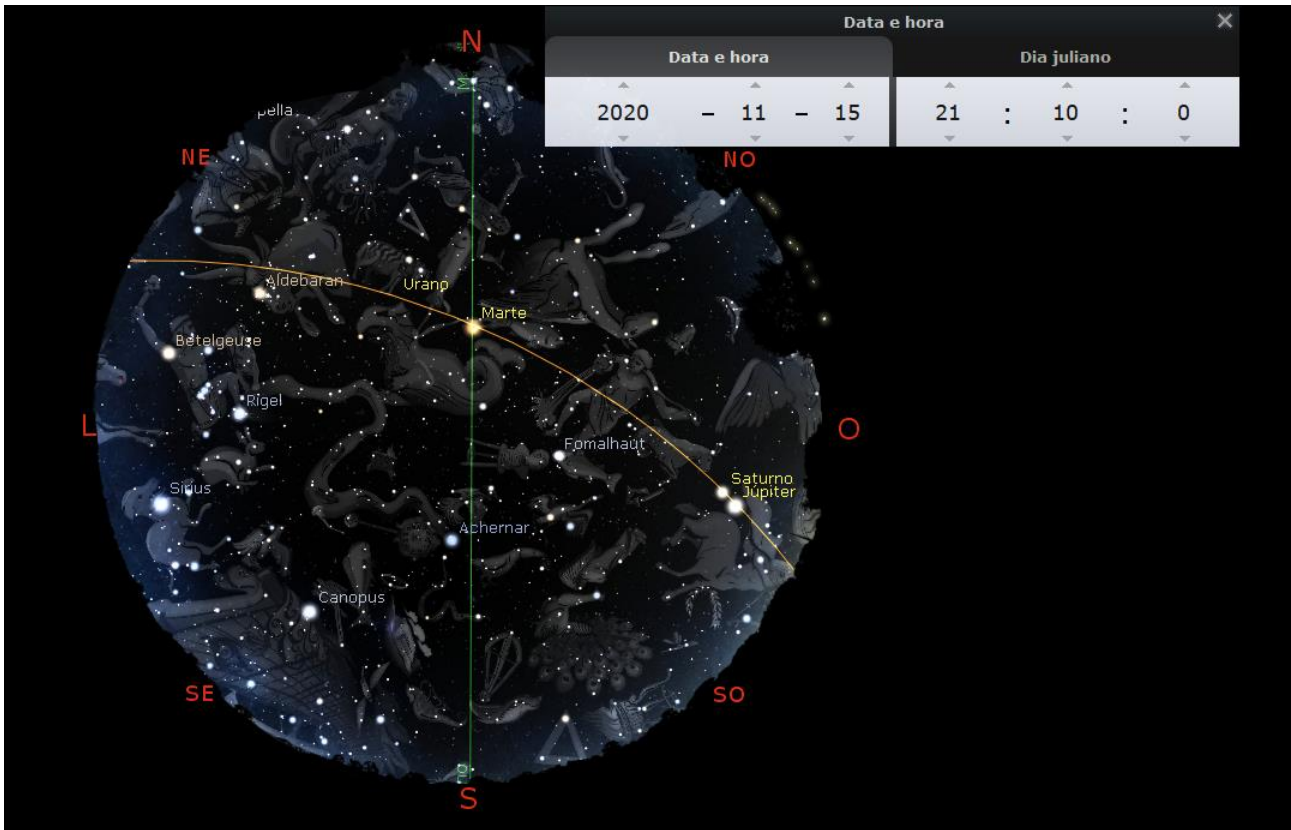 Data e hora
Data e hora
Dia juliano
2020 – 11 – 15
21 : 10 : 0
N
pella
NE
NO
Aldebaran
Urano
Marte
Betelgeuse
Rigel
L
O
Fomalhaut
Saturno
Júpiter
Sirius
Achernar
Canopus
SE
SO
S